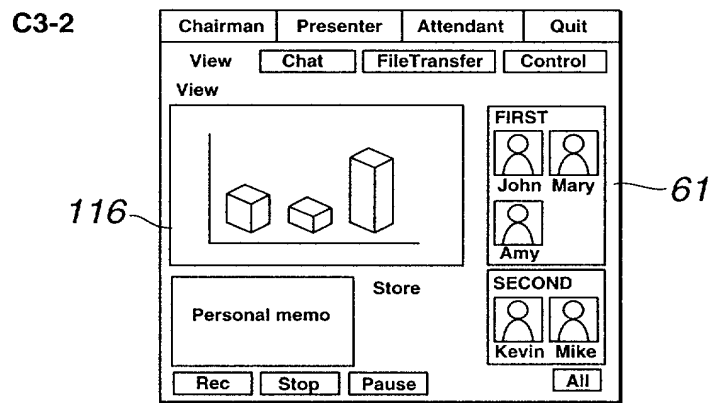 C3-2
Chairman Presenter Attendant Quit
View Chat FileTransfer Control
View
FIRST
John Mary
Amy
116
61
Store
Personal memo
SECOND
Kevin Mike
Rec Stop Pause All